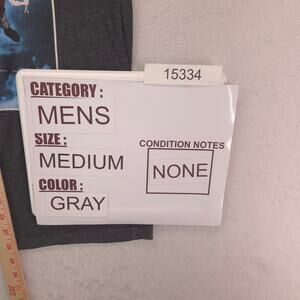 15334
CATEGORY :
MENS
SIZE :
MEDIUM
COLOR :
GRAY
CONDITION NOTES
NONE